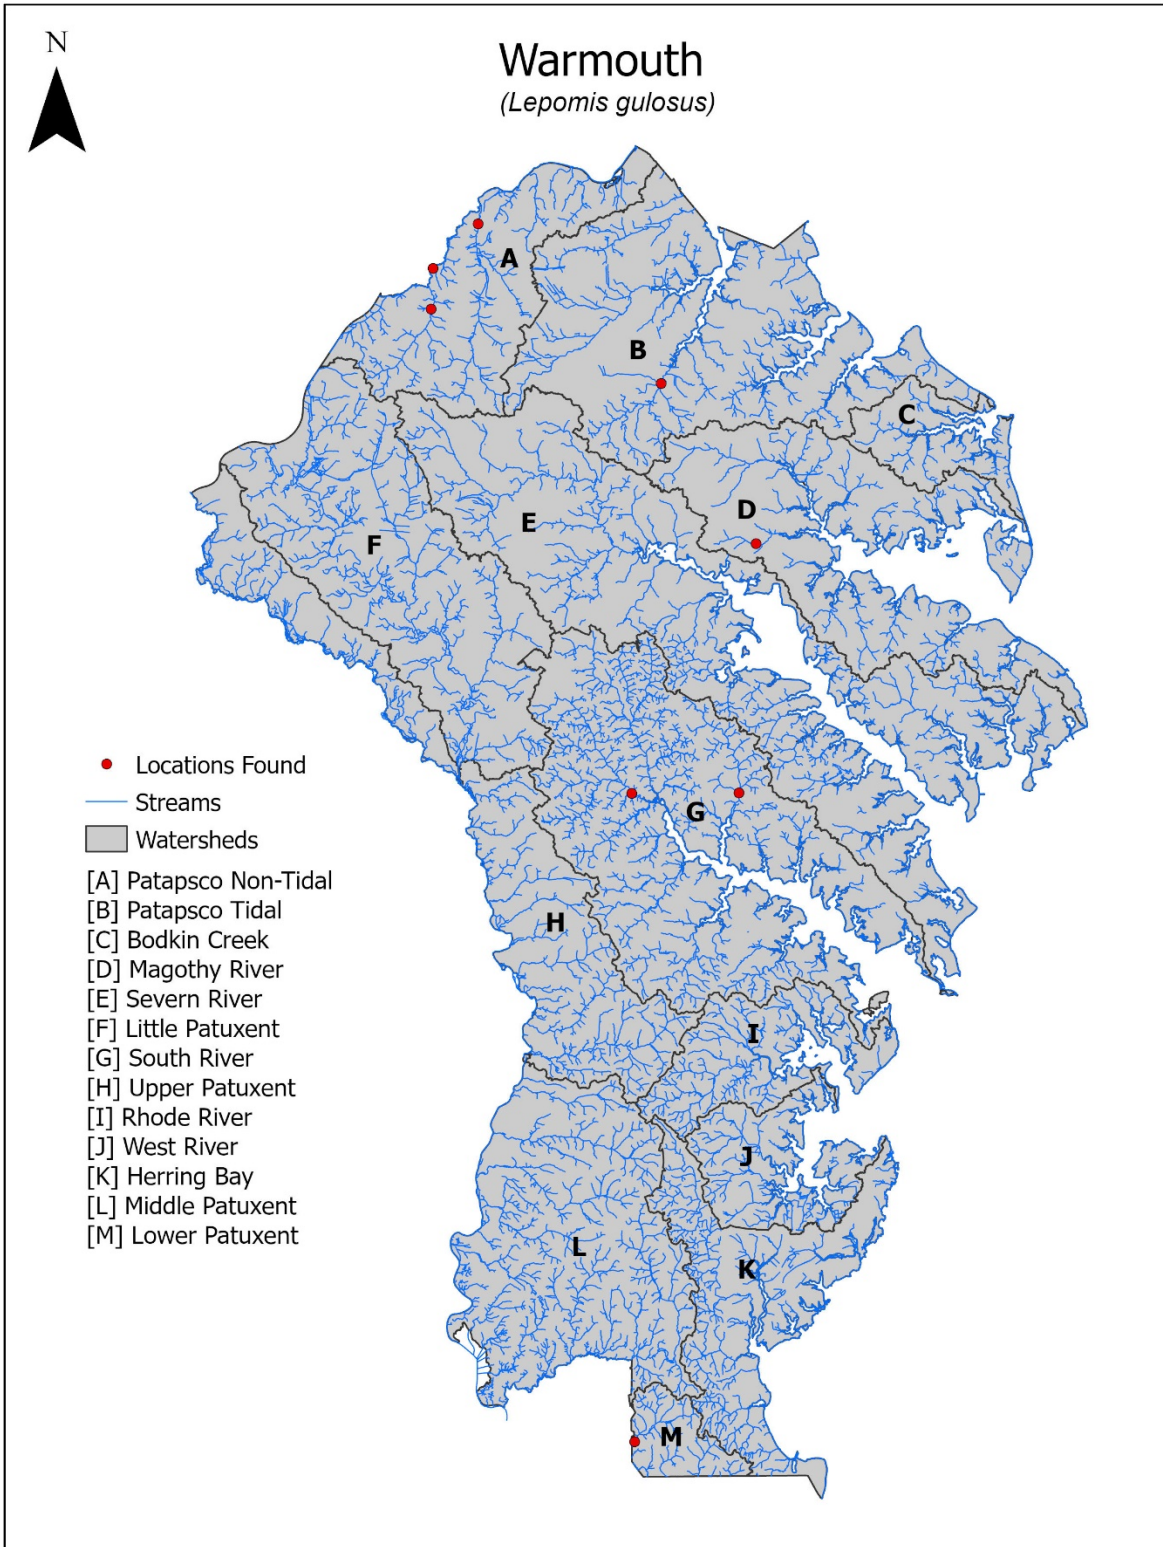 N
Warmouth
(Lepomis gulosus)
A
B
C
D
E
F
G
H
I
J
K
L
M
Locations Found
Streams
Watersheds
[A] Patapsco Non-Tidal
[B] Patapsco Tidal
[C] Bodkin Creek
[D] Magothy River
[E] Severn River
[F] Little Patuxent
[G] South River
[H] Upper Patuxent
[I] Rhode River
[J] West River
[K] Herring Bay
[L] Middle Patuxent
[M] Lower Patuxent